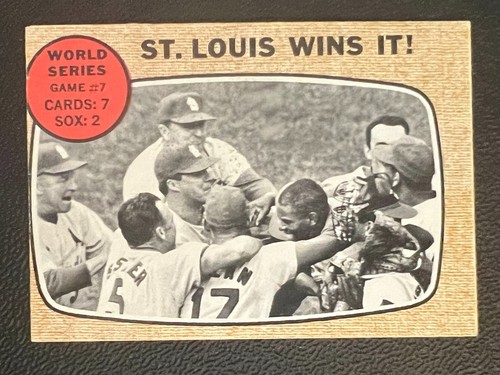 ST. LOUIS WINS IT!
WORLD
SERIES
GAME #7
CARDS: 7
SOX: 2
5
17